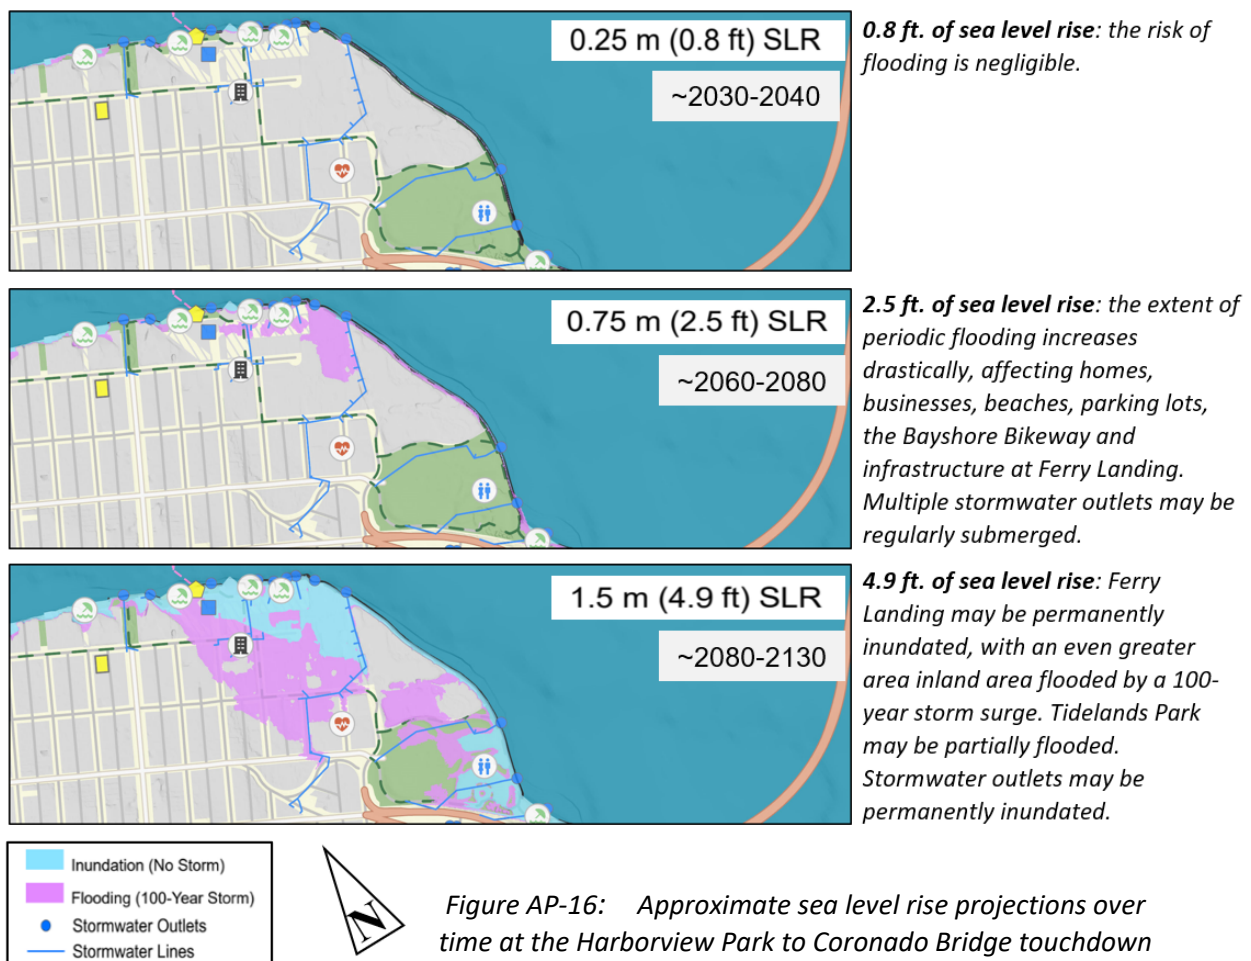 0.25 m (0.8 ft) SLR
~2030-2040
0.8 ft. of sea level rise: the risk of
flooding is negligible.
0.75 m (2.5 ft) SLR
~2060-2080
2.5 ft. of sea level rise: the extent of
periodic flooding increases
drastically, affecting homes,
businesses, beaches, parking lots,
the Bayshore Bikeway and
infrastructure at Ferry Landing.
Multiple stormwater outlets may be
regularly submerged.
1.5 m (4.9 ft) SLR
~2080-2130
4.9 ft. of sea level rise: Ferry
Landing may be permanently
inundated, with an even greater
area inland area flooded by a 100-
year storm surge. Tidelands Park
may be partially flooded.
Stormwater outlets may be
permanently inundated.
Inundation (No Storm)
Flooding (100-Year Storm)
Stormwater Outlets
Stormwater Lines
N
Figure AP-16: Approximate sea level rise projections over
time at the Harborview Park to Coronado Bridge touchdown